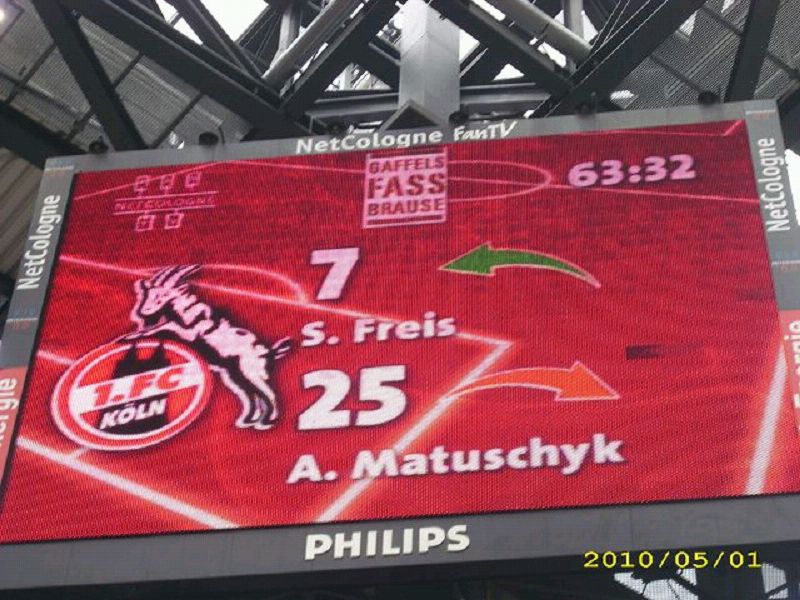 NetCologne FanTV
NetCologne
NetCologne
NETCOLOGNE
GAFFELS
FASS
BRAUSE
63:32
7
S. Freis
25
A. Matuschyk
1. FC
KÖLN
PHILIPS
2010/05/01